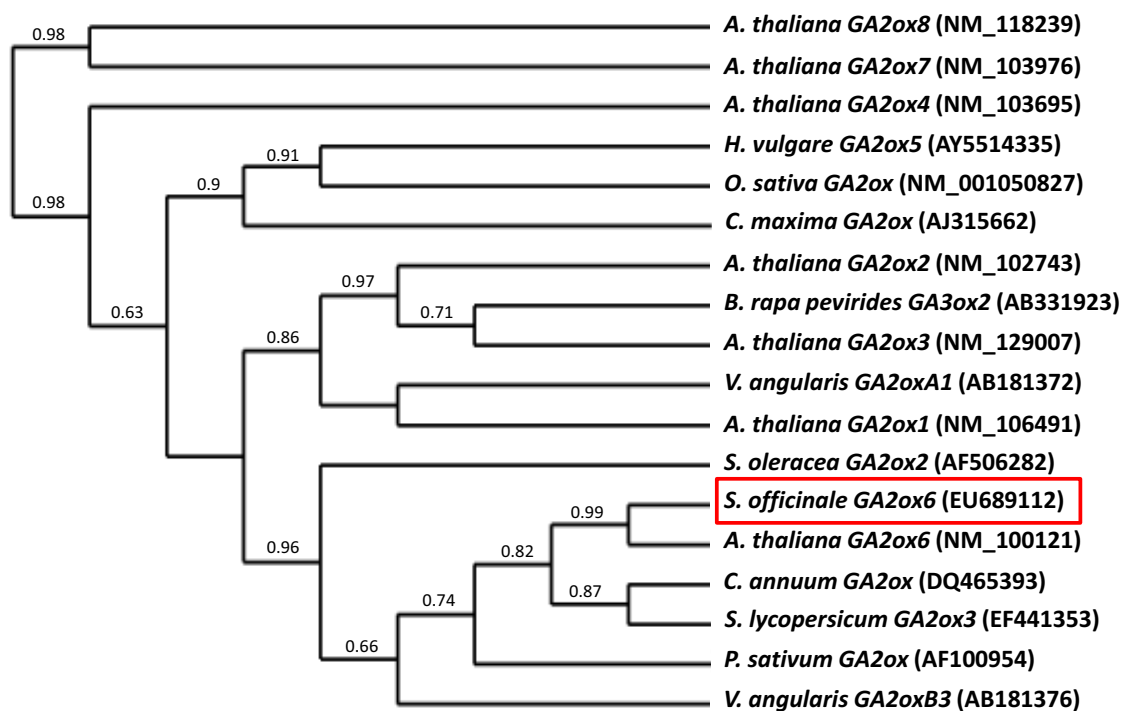 0.98
A. thaliana GA2ox8 (NM_118239)
A. thaliana GA2ox7 (NM_103976)
A. thaliana GA2ox4 (NM_103695)
0.91
H. vulgare GA2ox5 (AY5514335)
0.98
0.9
O. sativa GA2ox (NM_001050827)
C. maxima GA2ox (AJ315662)
0.97
A. thaliana GA2ox2 (NM_102743)
0.63
0.71
B. rapa pevirides GA3ox2 (AB331923)
0.86
A. thaliana GA2ox3 (NM_129007)
V. angularis GA2oxA1 (AB181372)
A. thaliana GA2ox1 (NM_106491)
S. oleracea GA2ox2 (AF506282)
0.99
S. officinale GA2ox6 (EU689112)
0.96
0.82
A. thaliana GA2ox6 (NM_100121)
0.87
C. annuum GA2ox (DQ465393)
0.74
S. lycopersicum GA2ox3 (EF441353)
0.66
P. sativum GA2ox (AF100954)
V. angularis GA2oxB3 (AB181376)